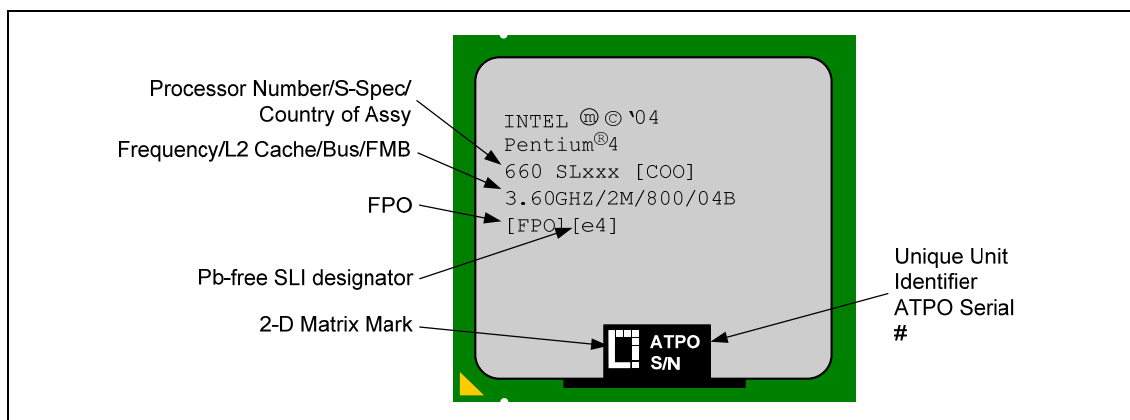 Processor Number/S-Spec/
Country of Assy
Frequency/L2 Cache/Bus/FMB
FPO
Pb-free SLI designator
2-D Matrix Mark
INTEL ⓜ © '04
Pentium®4
660 SLxxx [COO]
3.60GHZ/2M/800/04B
[FPO][e4]
ATPO
S/N
Unique Unit
Identifier
ATPO Serial
#